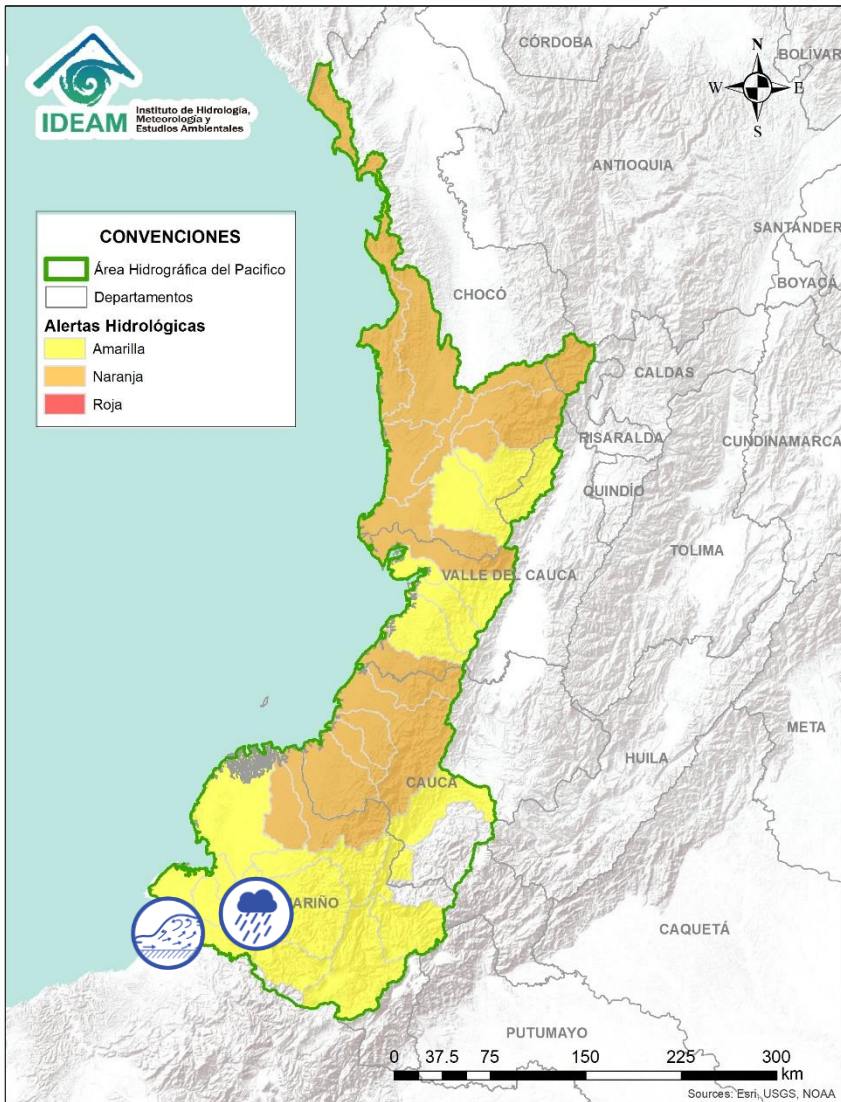 IDEAM
Instituto de Hidrología,
Meteorología y
Estudios Ambientales
N
W E
S
CONVENCIONES
Área Hidrográfica del Pacifico
Departamentos
Alertas Hidrológicas
Amarilla
Naranja
Roja
CÓRDOBA
BOLÍVAR
ANTIOQUIA
SANTANDER
BOYACÁ
CHOCÓ
CALDAS
RISARALDA
CUNDINAMARCA
QUINDÍO
TOLIMA
VALLE DEL CAUCA
META
HUILA
CAUCA
ARIÑO
CAQUETÁ
PUTUMAYO
0 37.5 75 150 225 300
km
Sources: Esri, USGS, NOAA